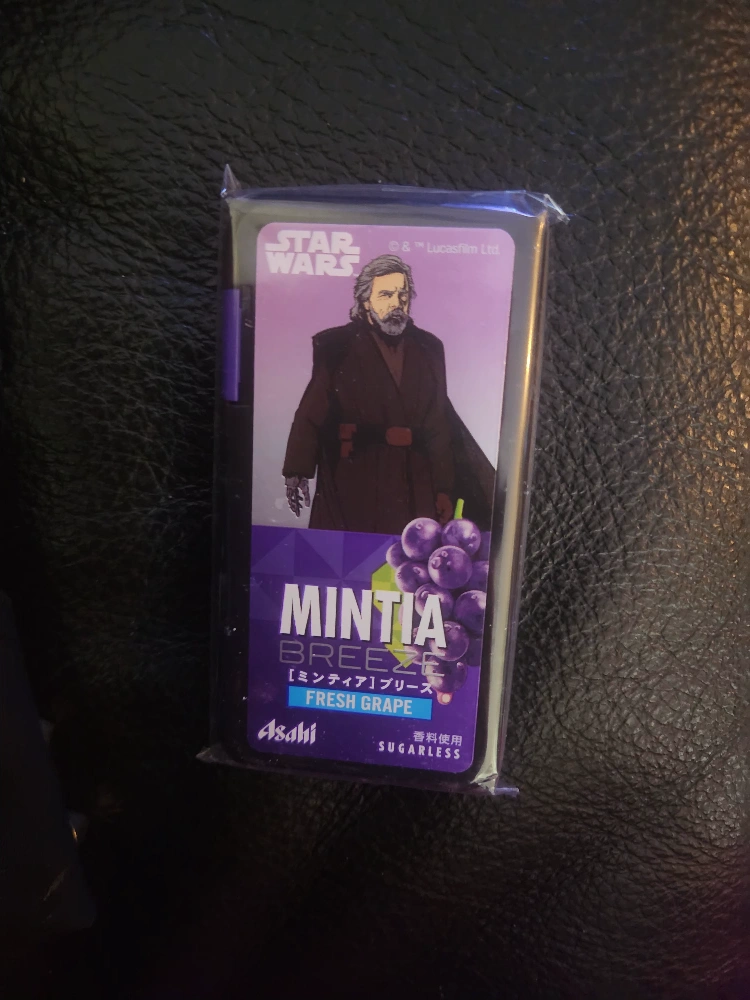 STAR
WARS
© & ™ Lucasfilm Ltd.
MINTIA
BREEZE
[ミンティア] ブリーズ
FRESH GRAPE
Asahi
香料使用
SUGARLESS